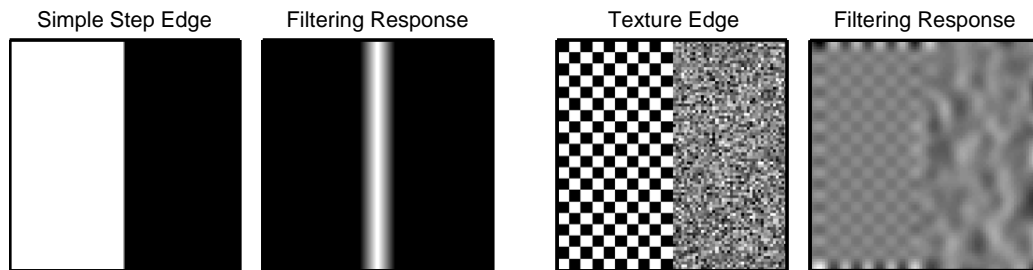 Simple Step Edge
Filtering Response
Texture Edge
Filtering Response